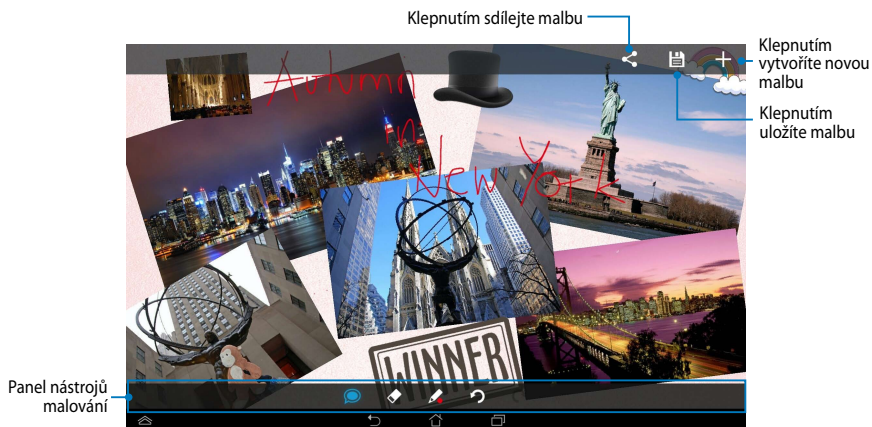 Klepnutím sdílejte malbu
Klepnutím
vytvoříte novou
malbu
Klepnutím
uložíte malbu
Autumn
in
New York
WINNER
Panel nástrojů
malování